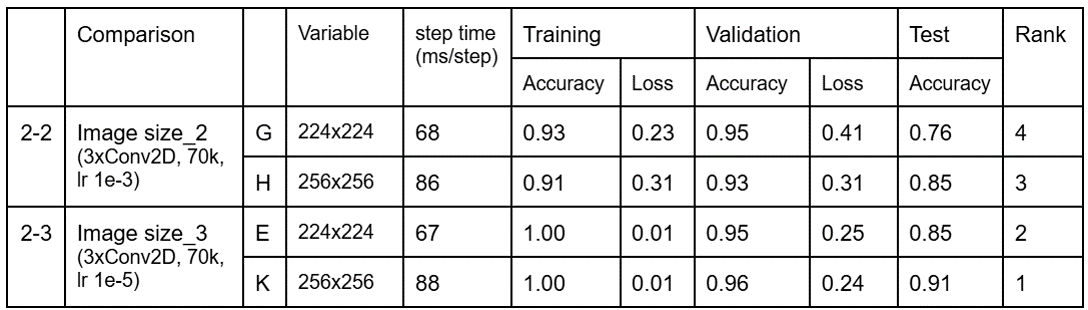 Comparison Variable step time Training Validation Test Rank
(ms/step)
Accuracy Loss Accuracy Loss Accuracy
2-2 Image size_2 G 224x224 68 0.93 0.23 0.95 0.41 0.76 4
(3xConv2D, 70k,
lr 1e-3) H 256x256 86 0.91 0.31 0.93 0.31 0.85 3
2-3 Image size_3 E 224x224 67 1.00 0.01 0.95 0.25 0.85 2
(3xConv2D, 70k,
lr 1e-5) K 256x256 88 1.00 0.01 0.96 0.24 0.91 1